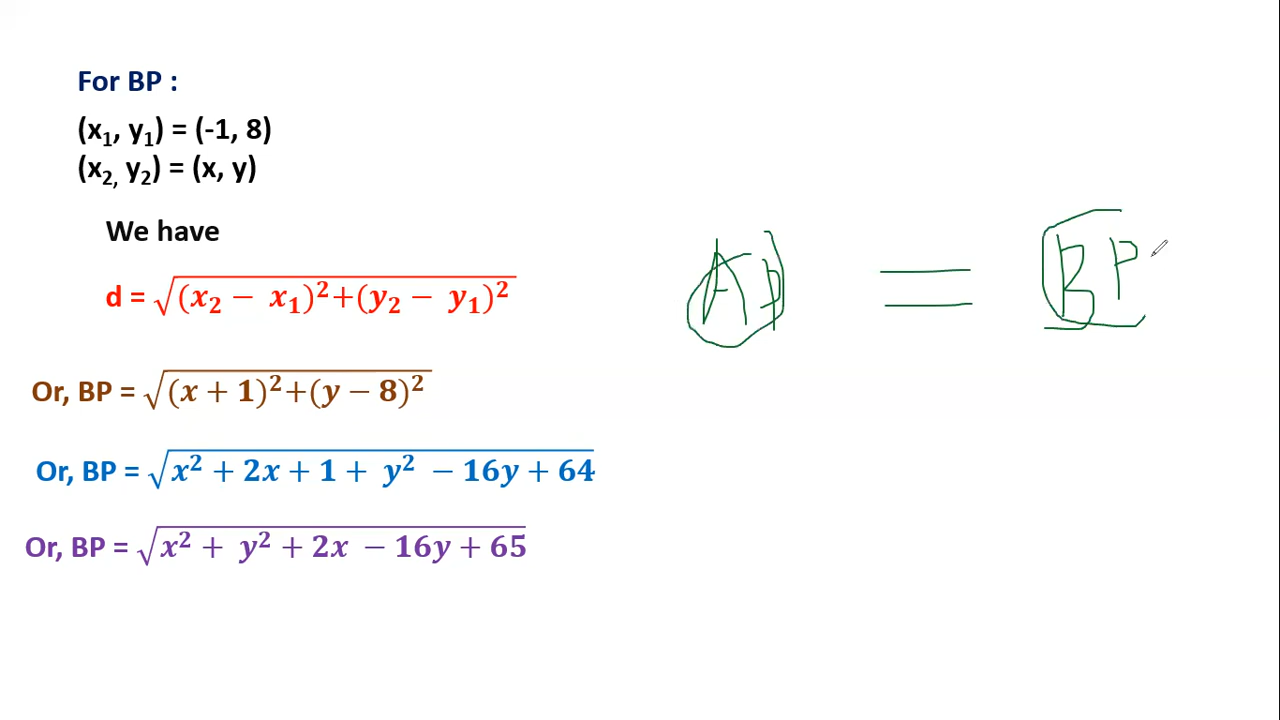 For BP :
(x₁, y₁) = (-1, 8)
(x₂, y₂) = (x, y)
We have
d = √(x₂ − x₁)²+(y₂ − y₁)²
AP = BP
Or, BP = √(x + 1)²+(y − 8)²
Or, BP = √x² + 2x + 1 + y² − 16y + 64
Or, BP = √x² + y² + 2x − 16y + 65